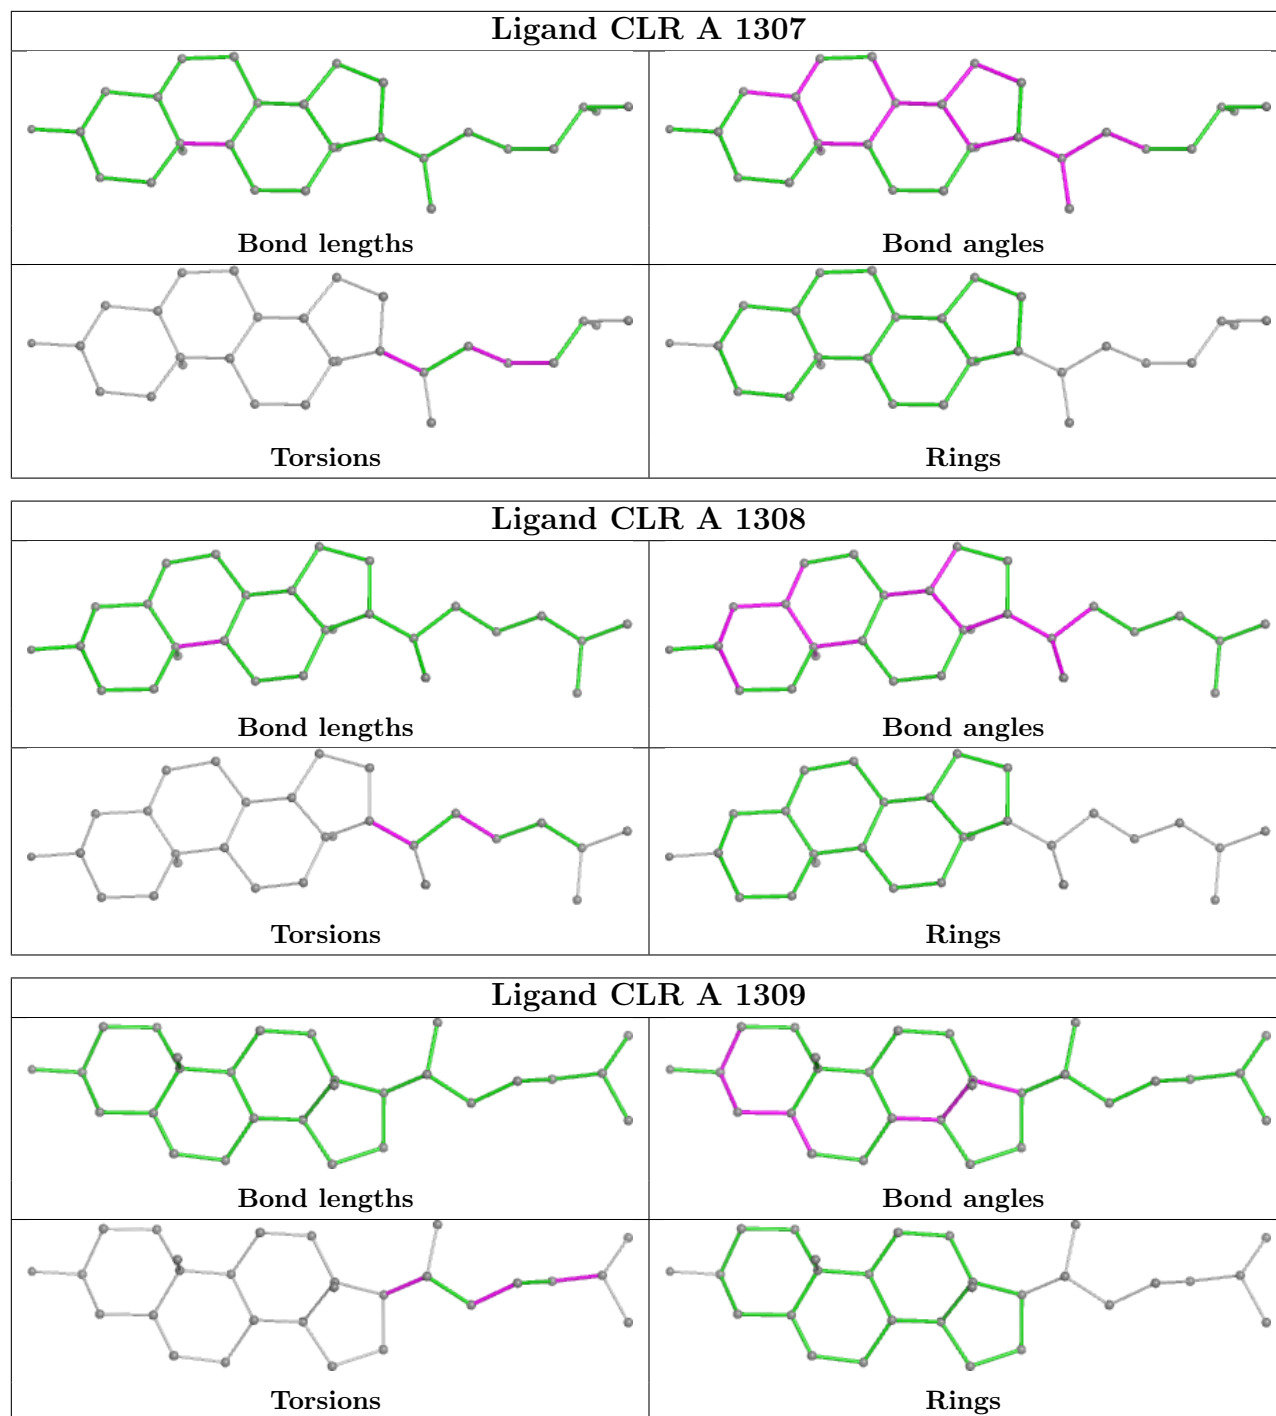 Ligand CLR A 1307
Bond lengths
Bond angles
Torsions
Rings
Ligand CLR A 1308
Bond lengths
Bond angles
Torsions
Rings
Ligand CLR A 1309
Bond lengths
Bond angles
Torsions
Rings